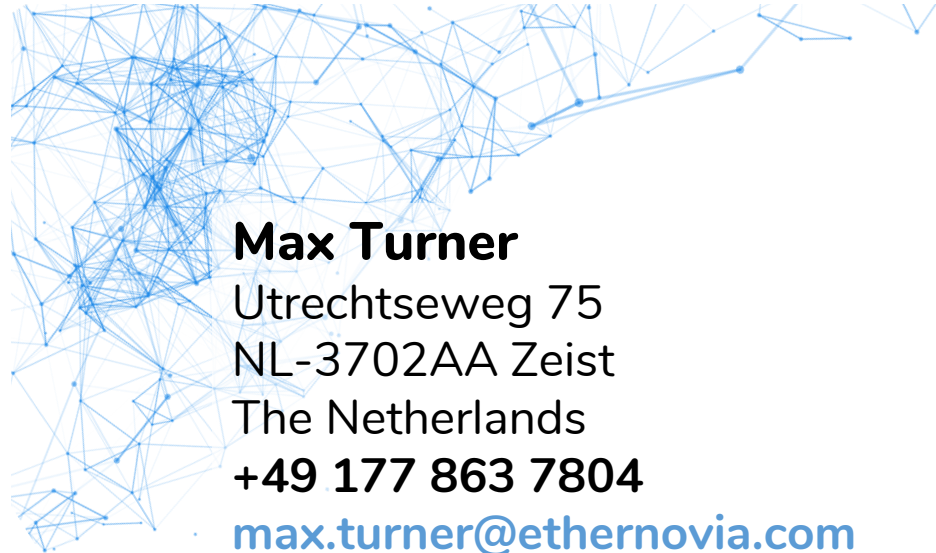 Max Turner
Utrechtseweg 75
NL-3702AA Zeist
The Netherlands
+49 177 863 7804
max.turner@ethernovia.com